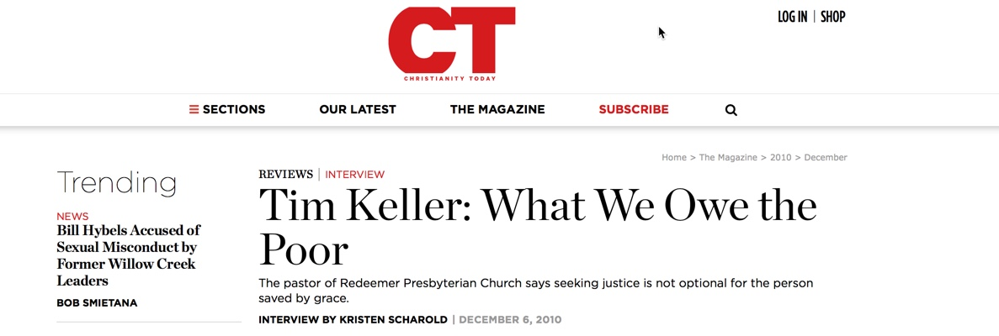 CT
CHRISTIANITY TODAY
LOG IN | SHOP
SECTIONS OUR LATEST THE MAGAZINE SUBSCRIBE
Home > The Magazine > 2010 > December
Trending
NEWS
Bill Hybels Accused of
Sexual Misconduct by
Former Willow Creek
Leaders
BOB SMIETANA
REVIEWS | INTERVIEW
Tim Keller: What We Owe the
Poor
The pastor of Redeemer Presbyterian Church says seeking justice is not optional for the person
saved by grace.
INTERVIEW BY KRISTEN SCHAROLD | DECEMBER 6, 2010